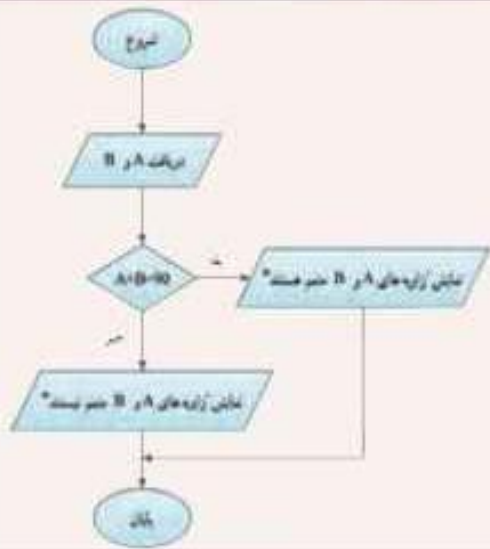 شروع
دریافت A و B
A+B=90
بله
نمایش "زاویه های A و B متمم هستند"
خیر
نمایش "زاویه های A و B متمم نیستند"
پایان